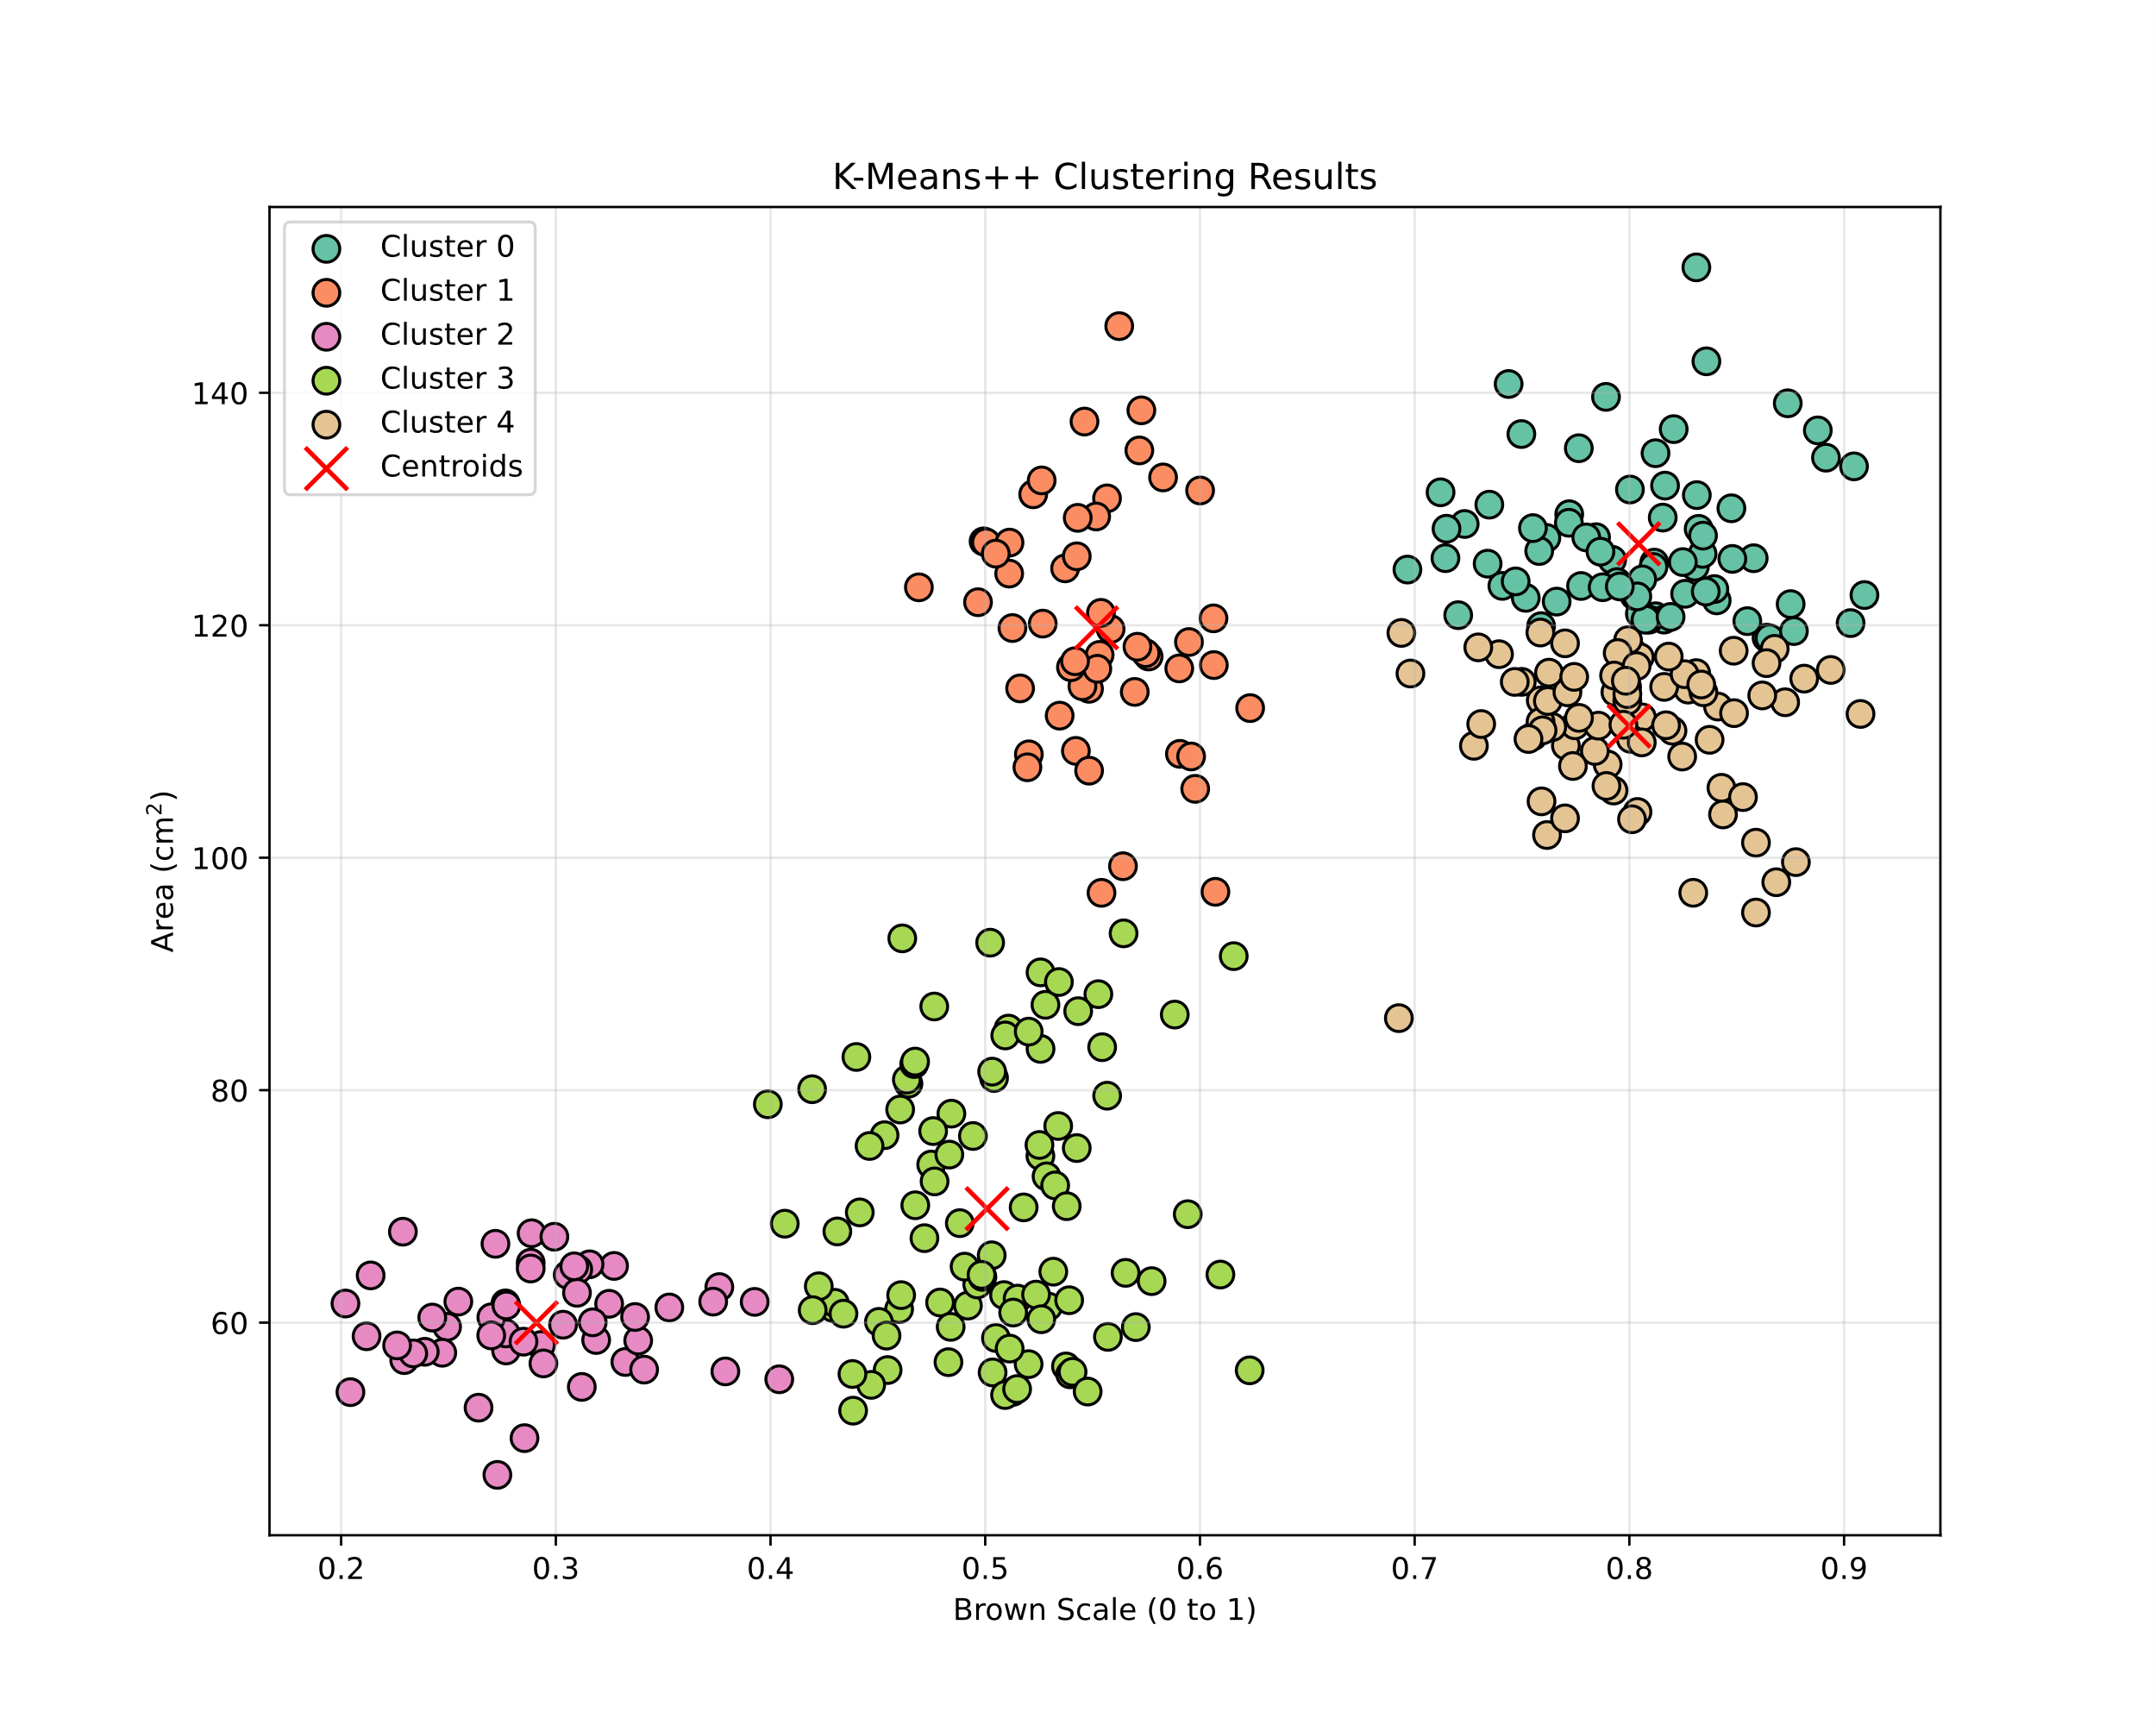 K-Means++ Clustering Results
Cluster 0
Cluster 1
Cluster 2
Cluster 3
Cluster 4
Centroids
Area (cm²)
140
120
100
80
60
0.2 0.3 0.4 0.5 0.6 0.7 0.8 0.9
Brown Scale (0 to 1)